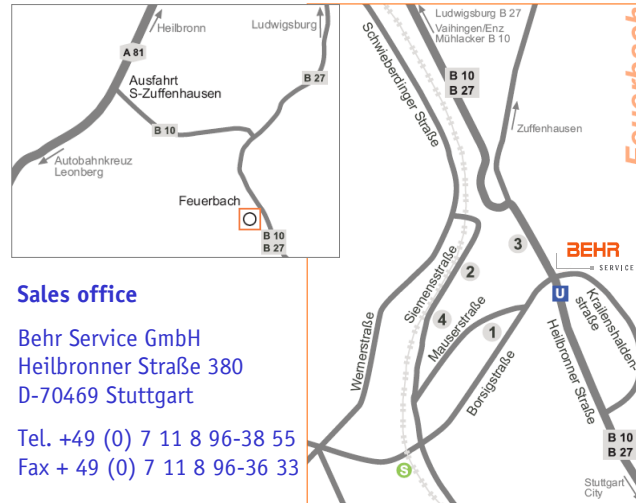 Heilbronn
Ludwigsburg
A 81
B 27
Ausfahrt
S-Zuffenhausen
B 10
Autobahnkreuz
Leonberg
Feuerbach
B 10
B 27
Sales office
Behr Service GmbH
Heilbronner Straße 380
D-70469 Stuttgart
Tel. +49 (0) 7 11 8 96-38 55
Fax + 49 (0) 7 11 8 96-36 33
Ludwigsburg B 27
Vaihingen/Enz
Mühlacker B 10
Schwieberdinger Straße
B 10
B 27
Zuffenhausen
Feuerbach
3
BEHR
SERVICE
2
U
Siemensstraße
4
Mauserstraße
1
Krailenshalden-
straße
Wernerstraße
Borsigstraße
Heilbronner Straße
B 10
B 27
S
Stuttgart
City